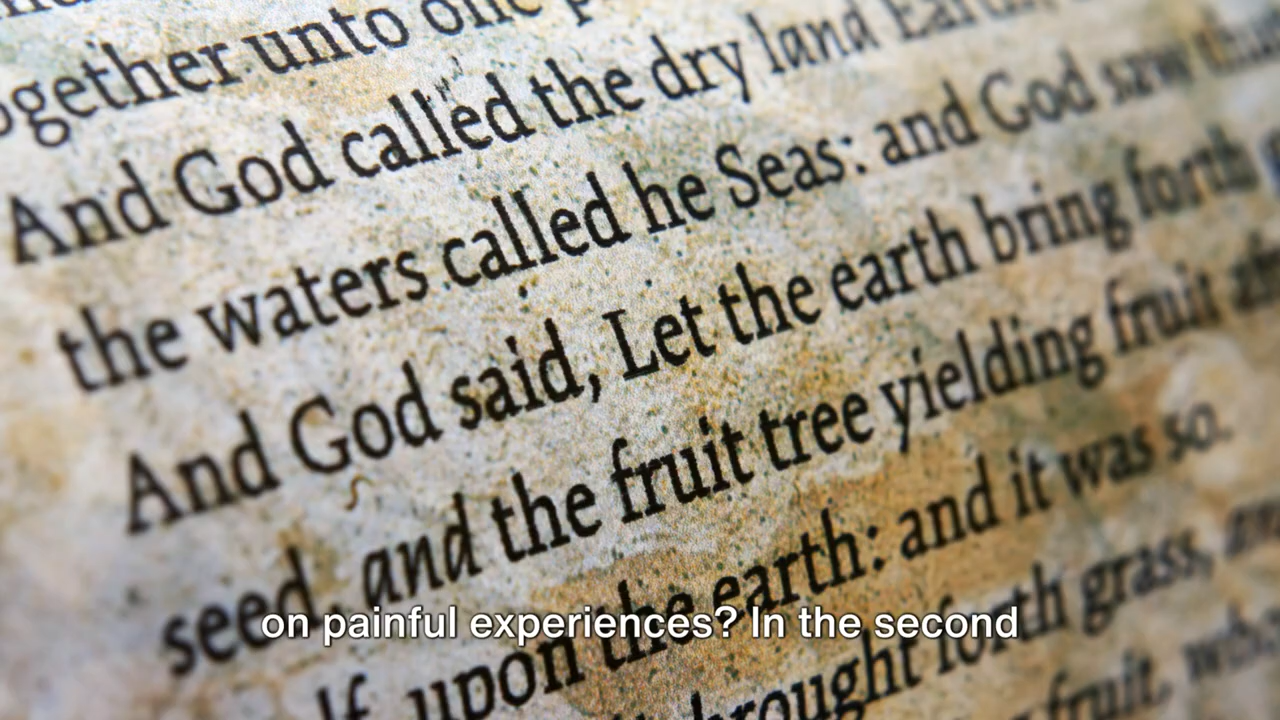 ogether unto one
And God called the dry land Earth
the waters called he Seas: and God saw
And God said, Let the earth bring forth
seed, and the fruit tree yielding fruit
upon the earth: and it was so.
brought forth grass,
fruit,
on painful experiences? In the second